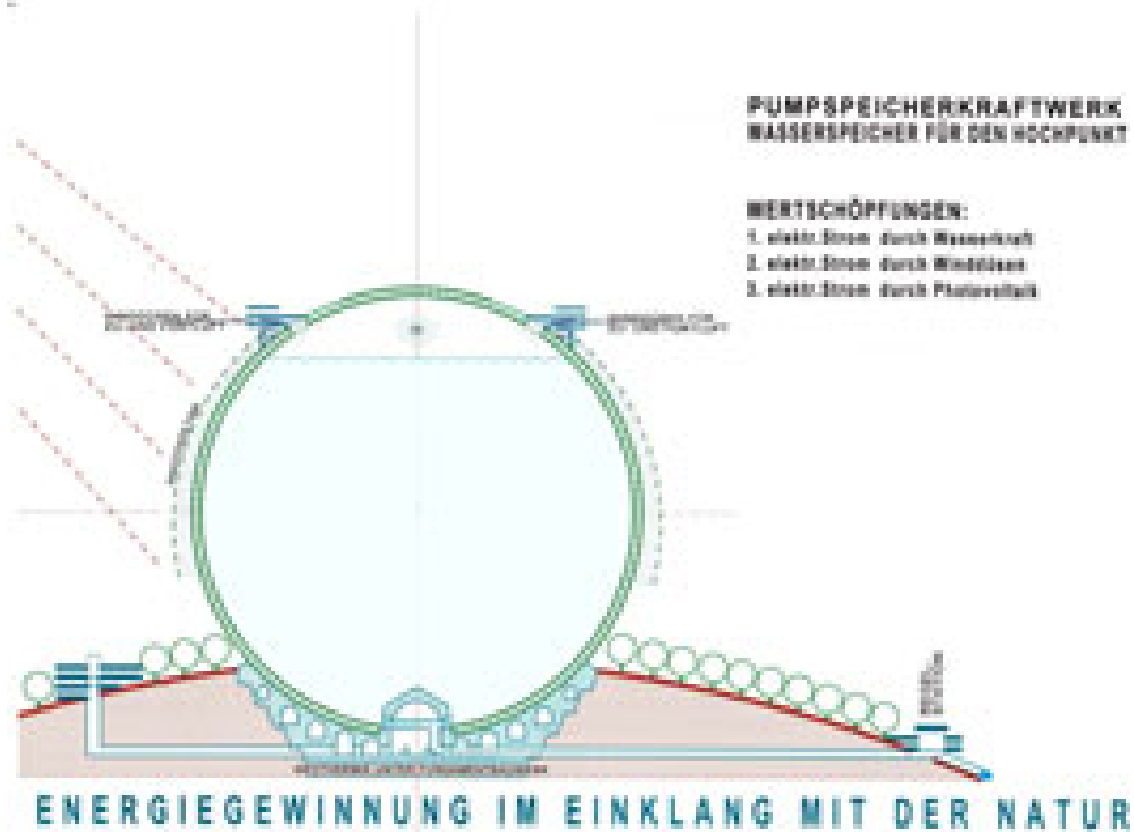 PUMPSPEICHERKRAFTWERK
WASSERSPEICHER FÜR DEN HOCHPUNKT
WERTSCHÖPFUNGEN:
1. elektr.Strom durch Wasserkraft
2. elektr.Strom durch Winddüsen
3. elektr.Strom durch Photovoltaik
ENERGIEGEWINNUNG IM EINKLANG MIT DER NATUR